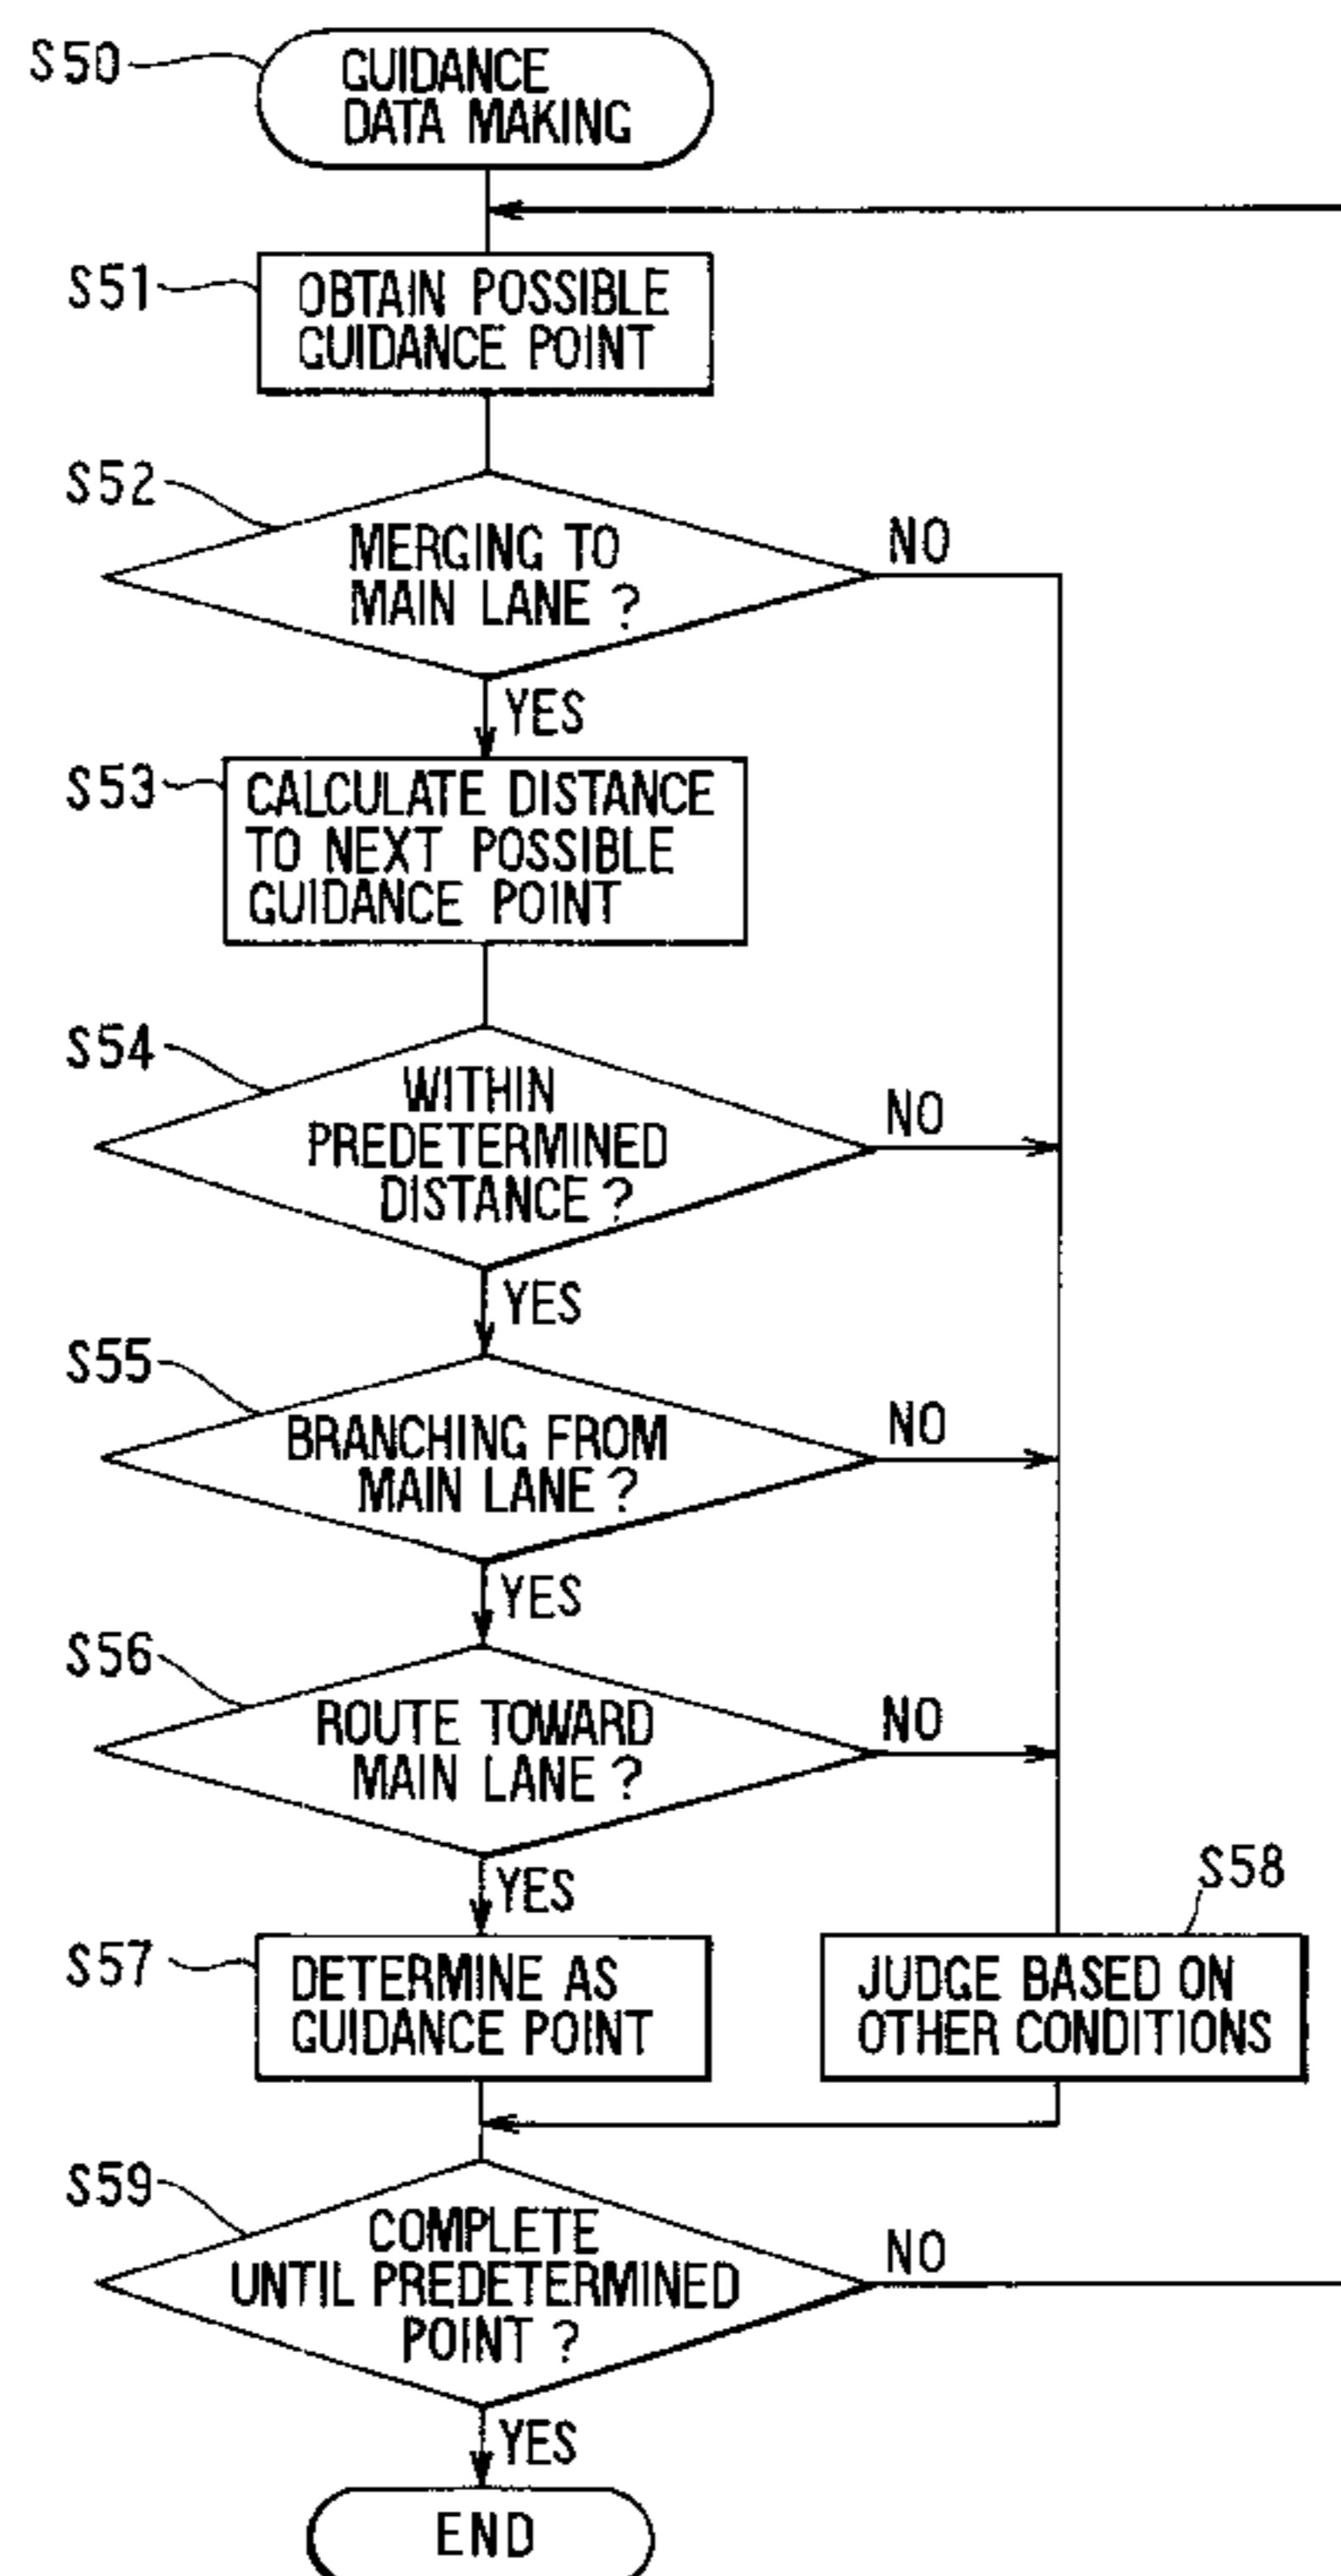 S50
GUIDANCE
DATA MAKING
S51
OBTAIN POSSIBLE
GUIDANCE POINT
S52
MERGING TO
MAIN LANE ?
NO
YES
S53
CALCULATE DISTANCE
TO NEXT POSSIBLE
GUIDANCE POINT
S54
WITHIN
PREDETERMINED
DISTANCE ?
NO
YES
S55
BRANCHING FROM
MAIN LANE ?
NO
YES
S56
ROUTE TOWARD
MAIN LANE ?
NO
YES
S57
DETERMINE AS
GUIDANCE POINT
S58
JUDGE BASED ON
OTHER CONDITIONS
S59
COMPLETE
UNTIL PREDETERMINED
POINT ?
NO
YES
END